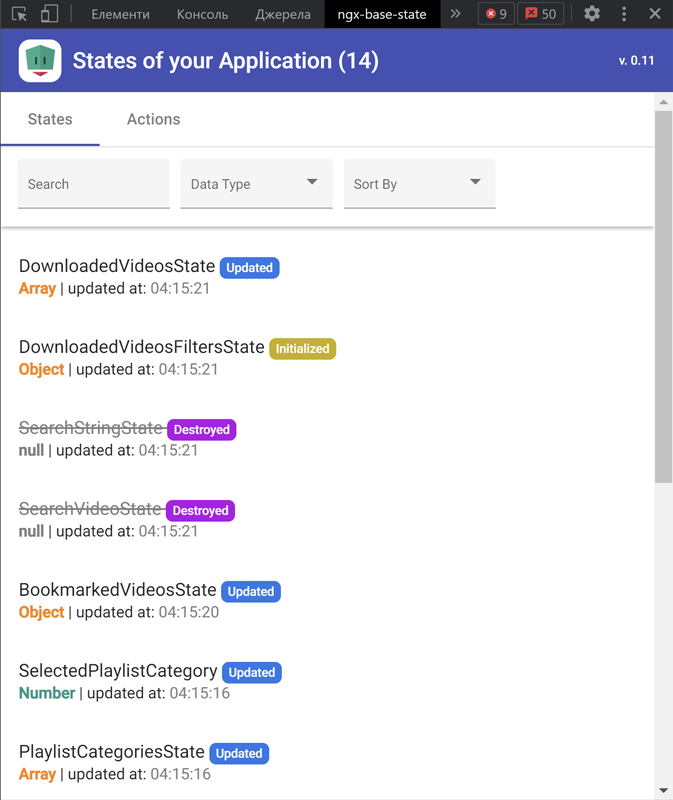 Елементи Консоль Джерела ngx-base-state 9 50
States of your Application (14) v. 0.11
States Actions
Search Data Type Sort By
DownloadedVideosState Updated
Array | updated at: 04:15:21
DownloadedVideosFiltersState Initialized
Object | updated at: 04:15:21
SearchStringState Destroyed
null | updated at: 04:15:21
SearchVideoState Destroyed
null | updated at: 04:15:21
BookmarkedVideosState Updated
Object | updated at: 04:15:20
SelectedPlaylistCategory Updated
Number | updated at: 04:15:16
PlaylistCategoriesState Updated
Array | updated at: 04:15:16